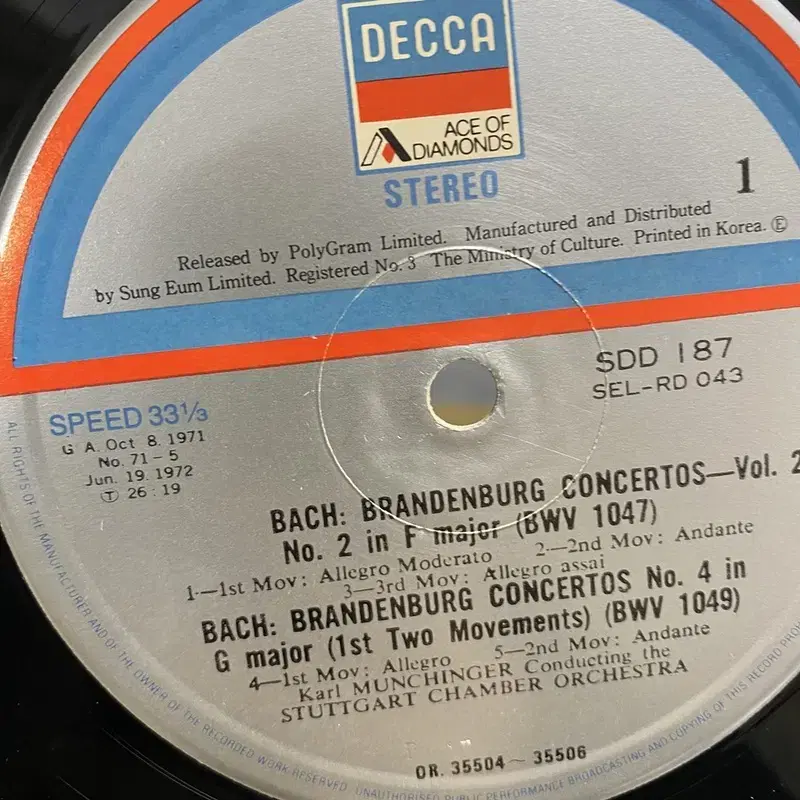 DECCA
ACE OF
DIAMONDS
STEREO
1
Released by PolyGram Limited. Manufactured and Distributed
by Sung Eum Limited. Registered No. 3 The Ministry of Culture. Printed in Korea. Ⓔ
SDD 187
SEL-RD 043
SPEED 33⅓
G A. Oct 8. 1971
No. 71-5
Jun. 19. 1972
Ⓣ 26:19
BACH: BRANDENBURG CONCERTOS—Vol. 2
No. 2 in F major (BWV 1047)
1—1st Mov: Allegro Moderato 2—2nd Mov: Andante
3—3rd Mov: Allegro assai
BACH: BRANDENBURG CONCERTOS No. 4 in
G major (1st Two Movements) (BWV 1049)
4—1st Mov: Allegro 5—2nd Mov: Andante
Karl MUNCHINGER Conducting the
STUTTGART CHAMBER ORCHESTRA
OR. 35504~35506
ALL RIGHTS OF THE MANUFACTURER AND OF THE OWNER OF THE RECORDED WORK RESERVED. UNAUTHORISED PUBLIC PERFORMANCE BROADCASTING AND COPYING OF THIS RECORD